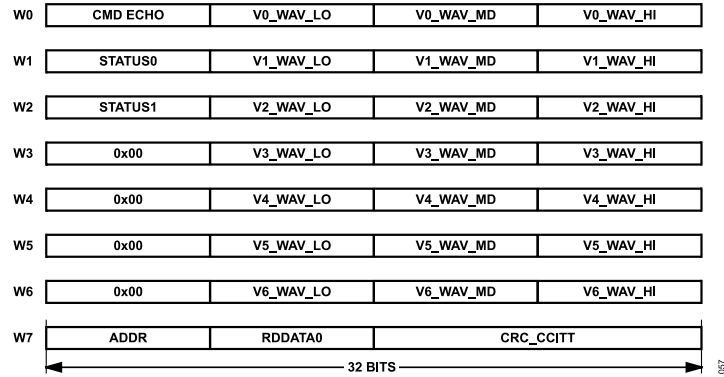 W0 CMD ECHO V0_WAV_LO V0_WAV_MD V0_WAV_HI
W1 STATUS0 V1_WAV_LO V1_WAV_MD V1_WAV_HI
W2 STATUS1 V2_WAV_LO V2_WAV_MD V2_WAV_HI
W3 0x00 V3_WAV_LO V3_WAV_MD V3_WAV_HI
W4 0x00 V4_WAV_LO V4_WAV_MD V4_WAV_HI
W5 0x00 V5_WAV_LO V5_WAV_MD V5_WAV_HI
W6 0x00 V6_WAV_LO V6_WAV_MD V6_WAV_HI
W7 ADDR RDDATA0 CRC_CCITT
32 BITS
057